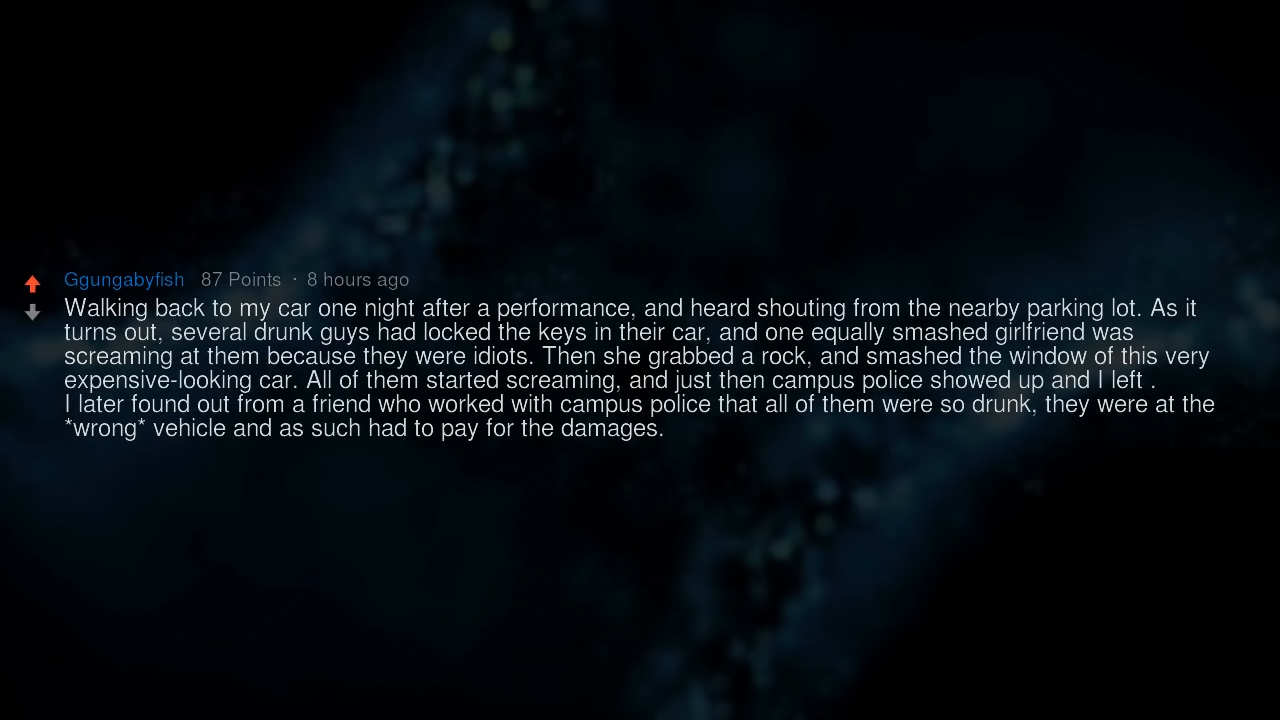 Ggungabyfish 87 Points · 8 hours ago
Walking back to my car one night after a performance, and heard shouting from the nearby parking lot. As it
turns out, several drunk guys had locked the keys in their car, and one equally smashed girlfriend was
screaming at them because they were idiots. Then she grabbed a rock, and smashed the window of this very
expensive-looking car. All of them started screaming, and just then campus police showed up and I left .
I later found out from a friend who worked with campus police that all of them were so drunk, they were at the
*wrong* vehicle and as such had to pay for the damages.